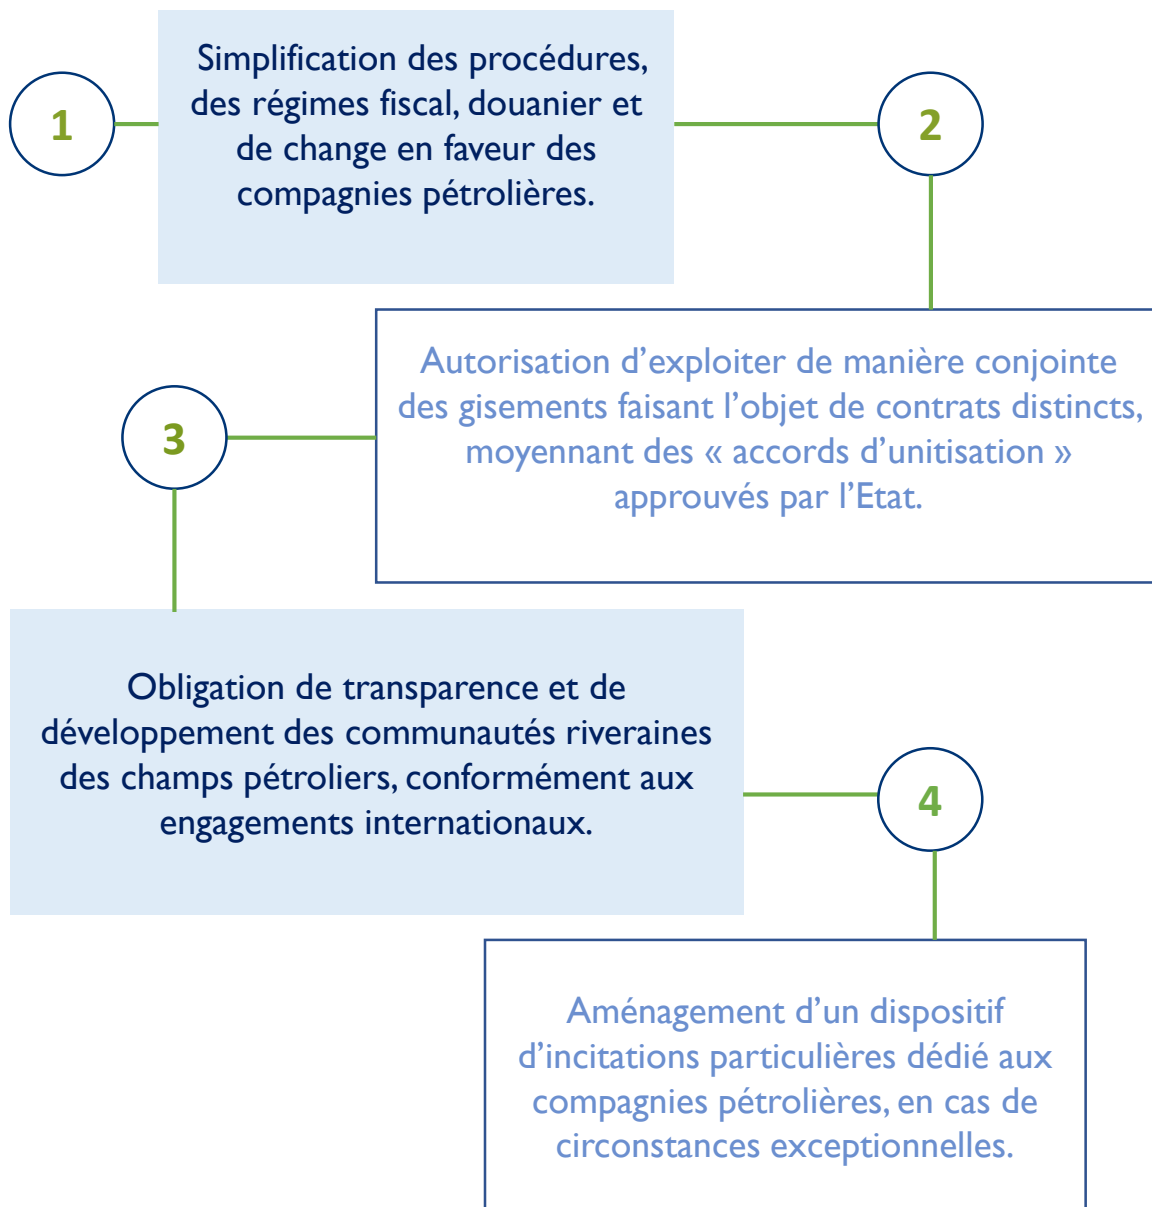 1
Simplification des procédures,
des régimes fiscal, douanier et
de change en faveur des
compagnies pétrolières.
2
Autorisation d’exploiter de manière conjointe
des gisements faisant l’objet de contrats distincts,
moyennant des « accords d’unitisation »
approuvés par l’Etat.
3
Obligation de transparence et de
développement des communautés riveraines
des champs pétroliers, conformément aux
engagements internationaux.
4
Aménagement d’un dispositif
d’incitations particulières dédié aux
compagnies pétrolières, en cas de
circonstances exceptionnelles.